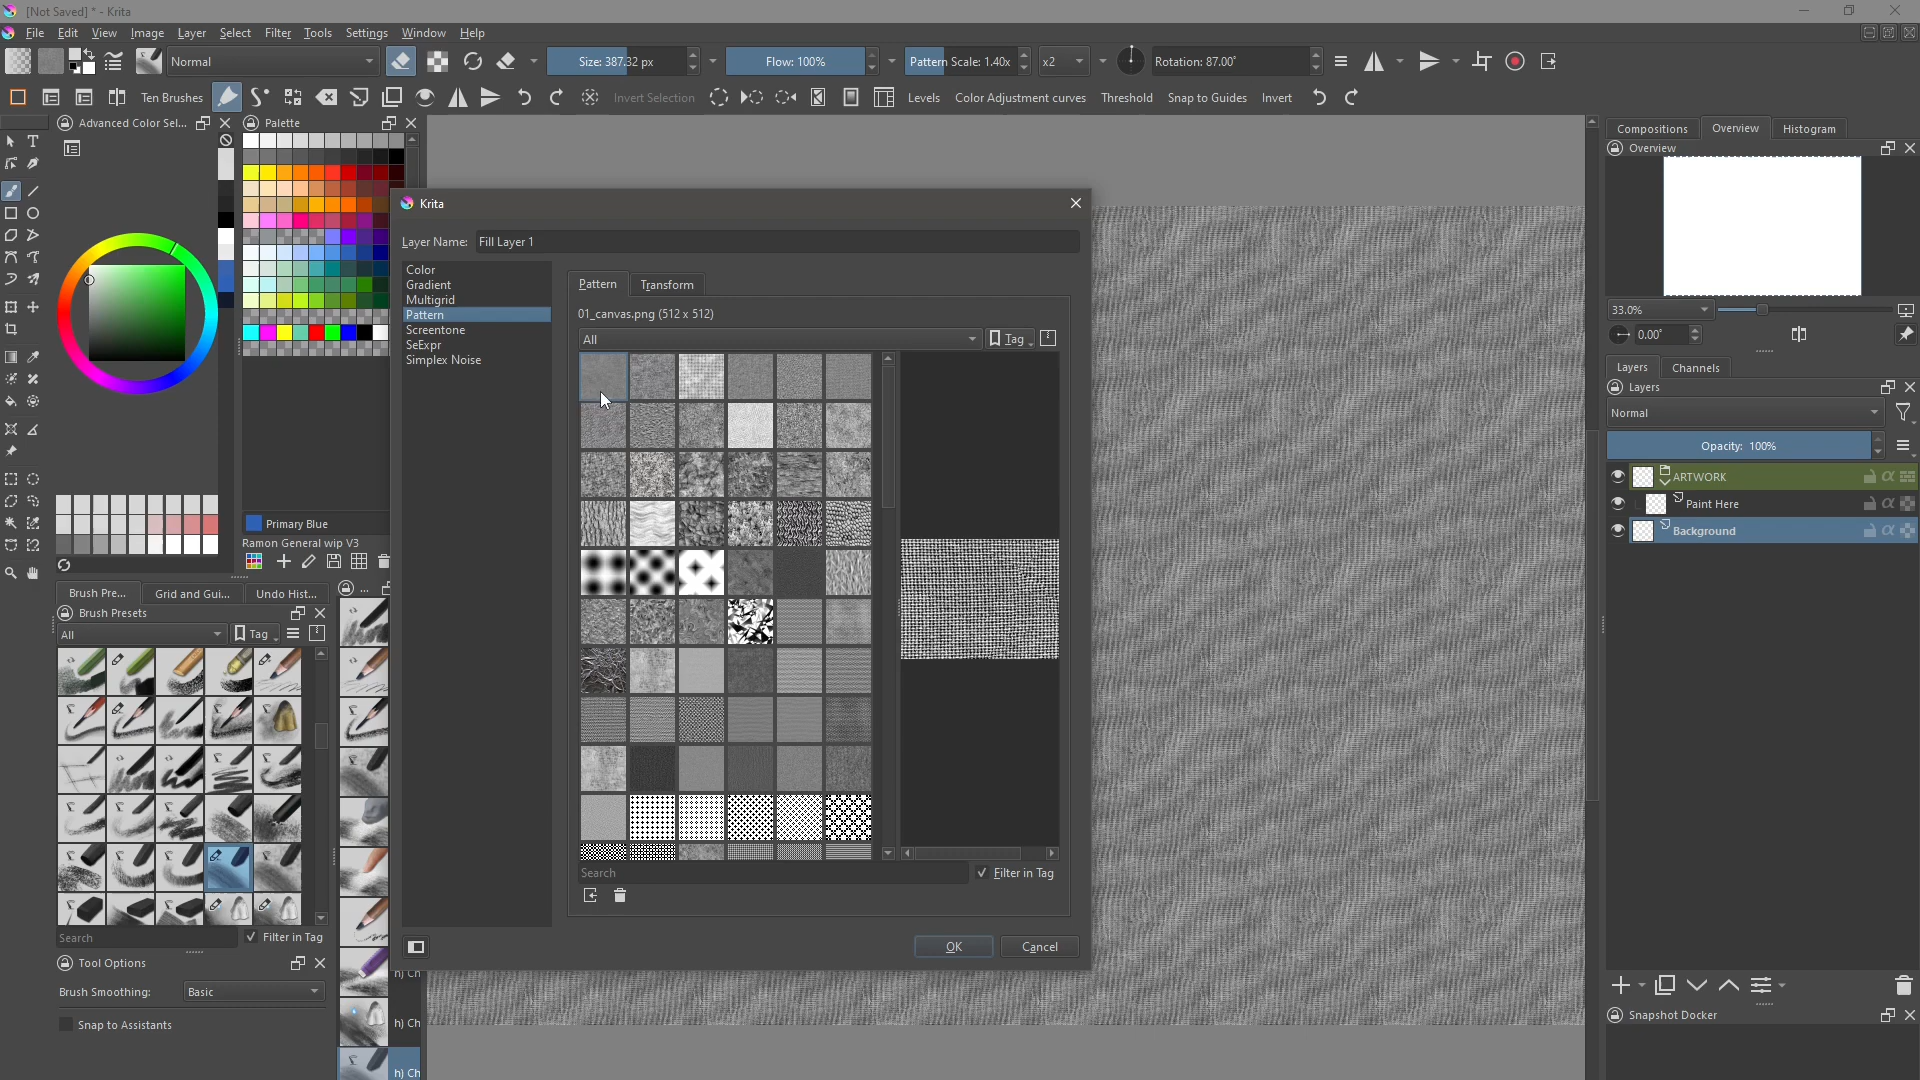 [Not Saved] * - Krita
File Edit View Image Layer Select Filter Tools Settings Window Help
Normal
Size: 387.32 px
Flow: 100%
Pattern Scale: 1.40x
x2
Rotation: 87.00°
Ten Brushes
Invert Selection
Levels
Color Adjustment curves
Threshold
Snap to Guides
Invert
Advanced Color Sel...
Palette
Krita
Layer Name: Fill Layer 1
Color
Gradient
Multigrid
Pattern
Screentone
SeExpr
Simplex Noise
Pattern Transform
01_canvas.png (512 x 512)
All
Tag
Search
Filter in Tag
OK
Cancel
Primary Blue
Ramon General wip V3
Brush Pre... Grid and Gui... Undo Hist...
Brush Presets
All
Tag
Search
Filter in Tag
Tool Options
Brush Smoothing: Basic
Snap to Assistants
...
h) Ch
h) Ch
h) Ch
Compositions Overview Histogram
Overview
33.0%
0.00°
Layers Channels
Layers
Normal
Opacity: 100%
ARTWORK
Paint Here
Background
Snapshot Docker